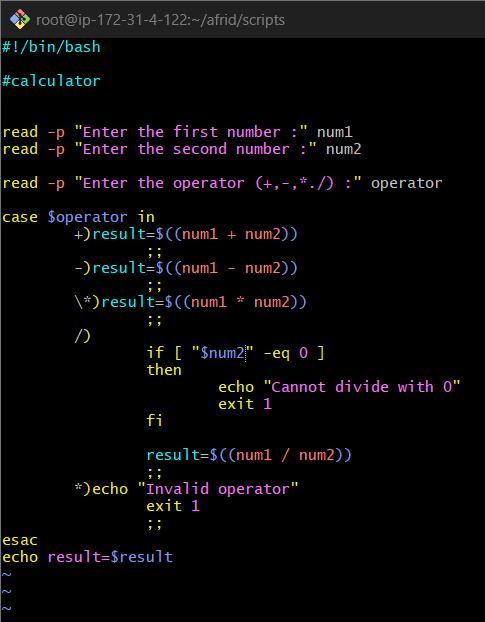 root@ip-172-31-4-122:~/afrid/scripts
#!/bin/bash
#calculator
read -p "Enter the first number :" num1
read -p "Enter the second number :" num2
read -p "Enter the operator (+,-,*./) :" operator
case $operator in
        +)result=$((num1 + num2))
                ;;
        -)result=$((num1 - num2))
                ;;
        \*)result=$((num1 * num2))
                ;;
        /)
                if [ "$num2" -eq 0 ]
                then
                        echo "Cannot divide with 0"
                        exit 1
                fi
                result=$((num1 / num2))
                ;;
        *)echo "Invalid operator"
                exit 1
                ;;
esac
echo result=$result
~
~
~